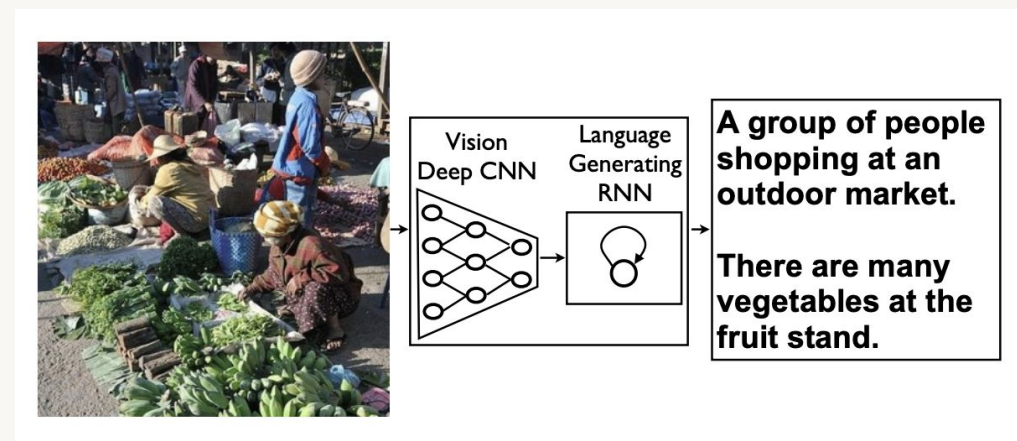 Vision
Deep CNN
Language
Generating
RNN
A group of people
shopping at an
outdoor market.
There are many
vegetables at the
fruit stand.